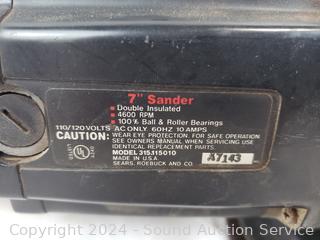 7" Sander
• Double Insulated
• 4600 RPM
• 100% Ball & Roller Bearings
110/120 VOLTS AC ONLY 60HZ 10 AMPS
CAUTION: WEAR EYE PROTECTION. FOR SAFE OPERATION
SEE OWNERS MANUAL WHEN SERVICING USE
IDENTICAL REPLACEMENT PARTS.
MODEL 315.115010
MADE IN U.S.A.
SEARS, ROEBUCK AND CO.
UL
LISTED
A7143
Copyright 2024 - Sound Auction Service